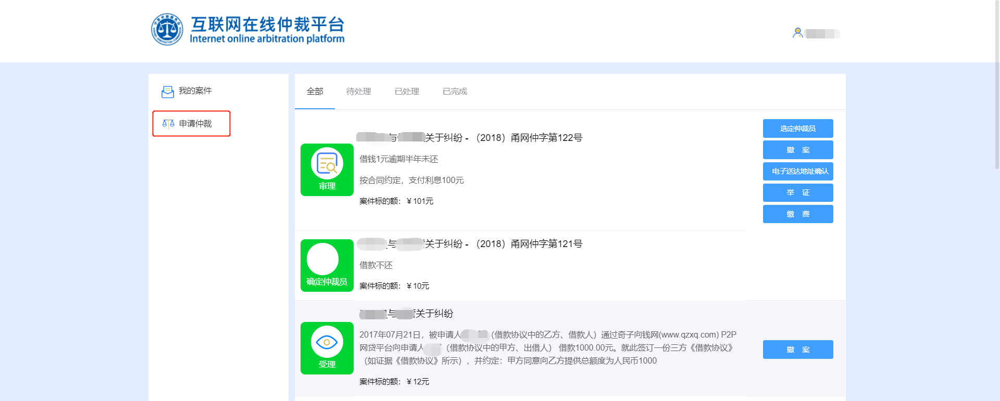 互联网在线仲裁平台
Internet online arbitration platform
我的案件
申请仲裁
全部
待处理
已处理
已完成
与
关于纠纷 - （2018）甬网仲字第122号
借钱1元逾期半年未还
按合同约定，支付利息100元
案件标的额：￥101元
审理
选定仲裁员
撤 案
电子送达地址确认
举 证
缴 费
与
关于纠纷 - （2018）甬网仲字第121号
借款不还
案件标的额：￥10元
确定仲裁员
与
关于纠纷
2017年07月21日，被申请人 （借款协议中的乙方、借款人）通过奇子向钱网(www.qzxq.com) P2P
网贷平台向申请人 （借款协议中的甲方、出借人） 借款1000.00元。就此签订一份三方《借款协议》
（如证据《借款协议》所示），并约定：甲方同意向乙方提供总额度为人民币1000
案件标的额：￥12元
受理
撤 案